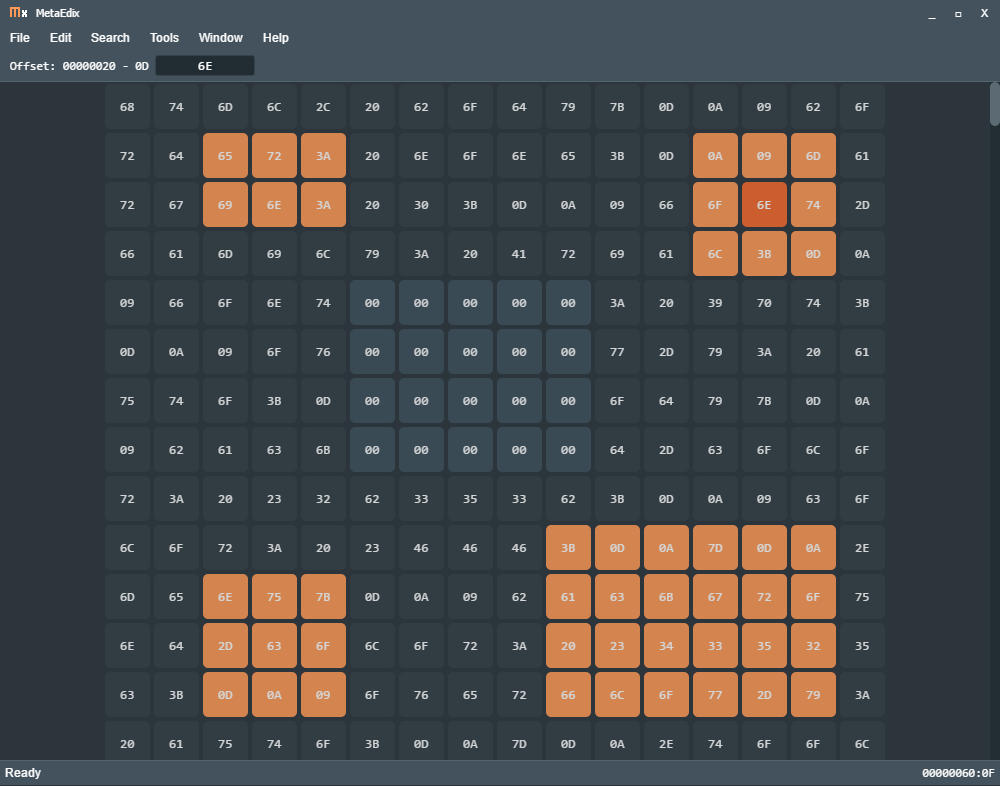 Mx MetaEdix _ □ X
File Edit Search Tools Window Help
Offset: 00000020 - 0D 6E
68 74 6D 6C 2C 20 62 6F 64 79 7B 0D 0A 09 62 6F
72 64 65 72 3A 20 6E 6F 6E 65 3B 0D 0A 09 6D 61
72 67 69 6E 3A 20 30 3B 0D 0A 09 66 6F 6E 74 2D
66 61 6D 69 6C 79 3A 20 41 72 69 61 6C 3B 0D 0A
09 66 6F 6E 74 00 00 00 00 00 3A 20 39 70 74 3B
0D 0A 09 6F 76 00 00 00 00 00 77 2D 79 3A 20 61
75 74 6F 3B 0D 00 00 00 00 00 6F 64 79 7B 0D 0A
09 62 61 63 6B 00 00 00 00 00 64 2D 63 6F 6C 6F
72 3A 20 23 32 62 33 35 33 62 3B 0D 0A 09 63 6F
6C 6F 72 3A 20 23 46 46 46 3B 0D 0A 7D 0D 0A 2E
6D 65 6E 75 7B 0D 0A 09 62 61 63 6B 67 72 6F 75
6E 64 2D 63 6F 6C 6F 72 3A 20 23 34 33 35 32 35
63 3B 0D 0A 09 6F 76 65 72 66 6C 6F 77 2D 79 3A
20 61 75 74 6F 3B 0D 0A 7D 0D 0A 2E 74 6F 6F 6C
Ready 00000060:0F